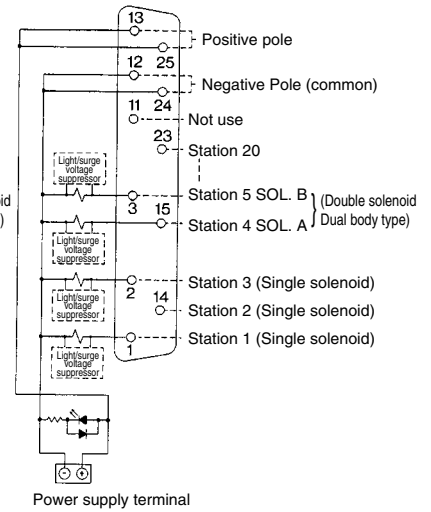 13
Positive pole
12 25
Negative Pole (common)
24
11
Not use
23
Station 20
Light/surge
voltage
suppressor
Station 5 SOL. B
3 15
(Double solenoid
Dual body type)
Station 4 SOL. A
Light/surge
voltage
suppressor
Station 3 (Single solenoid)
2
14
Light/surge
voltage
suppressor
Station 2 (Single solenoid)
Station 1 (Single solenoid)
1
Light/surge
voltage
suppressor
Power supply terminal